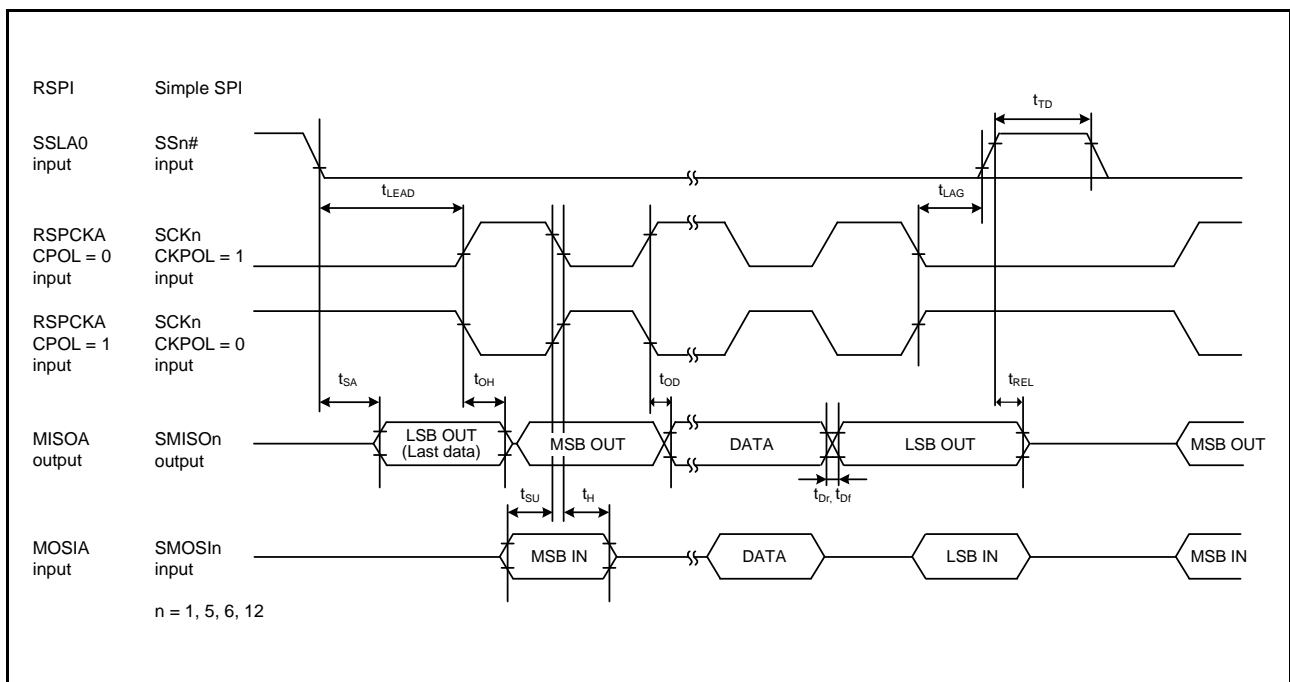 RSPI Simple SPI
tTD
SSLA0 SSn#
input input
tLEAD tLAG
RSPCKA SCKn
CPOL = 0 CKPOL = 1
input input
RSPCKA SCKn
CPOL = 1 CKPOL = 0
input input
tSA tOH tOD tREL
MISOA SMISOn
output output
LSB OUT
(Last data)
MSB OUT DATA LSB OUT MSB OUT
tSU tH tDr, tDf
MOSIA SMOSIn
input input
MSB IN DATA LSB IN MSB IN
n = 1, 5, 6, 12